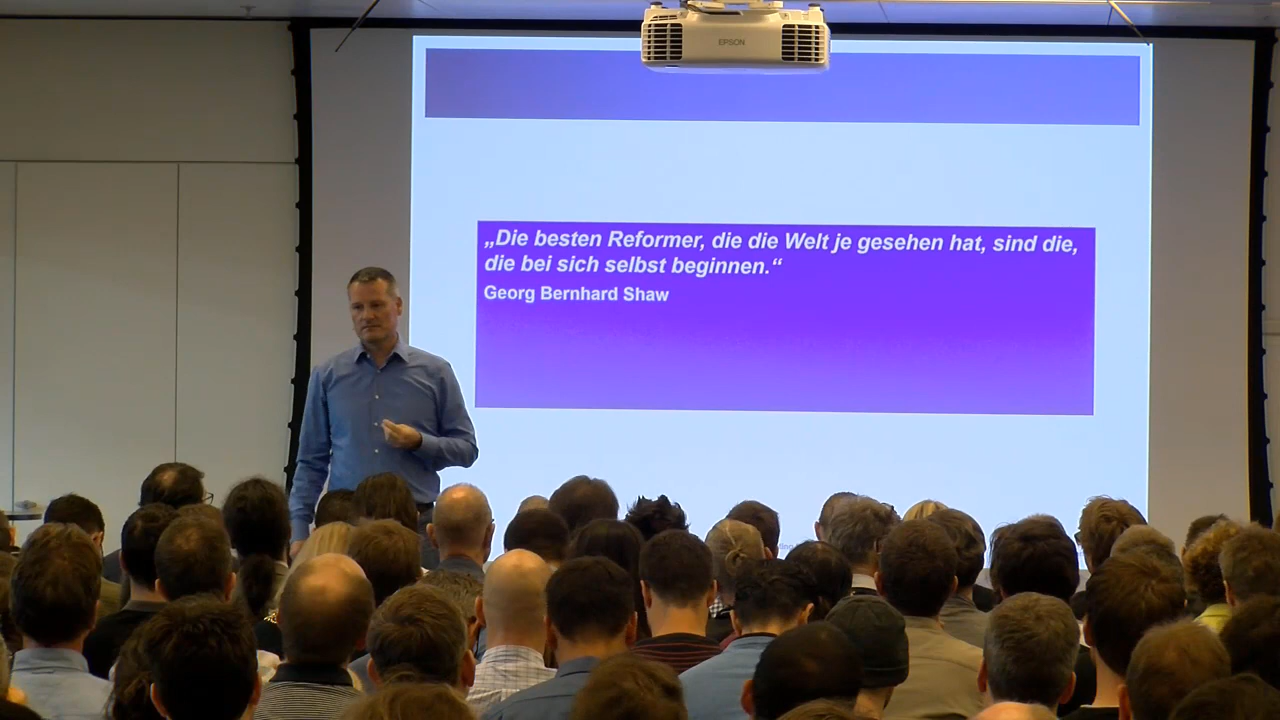 EPSON
„Die besten Reformer, die die Welt je gesehen hat, sind die,
die bei sich selbst beginnen.“
Georg Bernhard Shaw